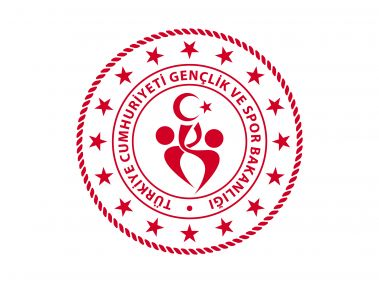 TÜRKİYE CUMHURİYETİ GENÇLİK VE SPOR BAKANLIĞI